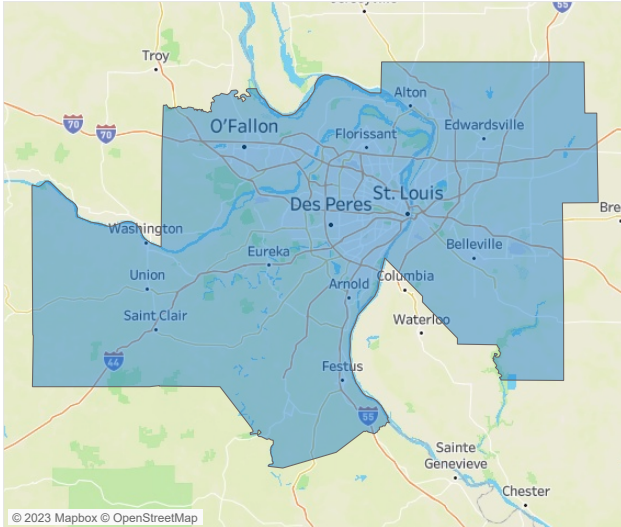 55
Troy
Alton
70
70
O'Fallon
Florissant
Edwardsville
Des Peres
St. Louis
Washington
Belleville
Eureka
Union
Arnold
Columbia
Saint Clair
Waterloo
44
Festus
55
Sainte
Genevieve
Chester
© 2023 Mapbox © OpenStreetMap